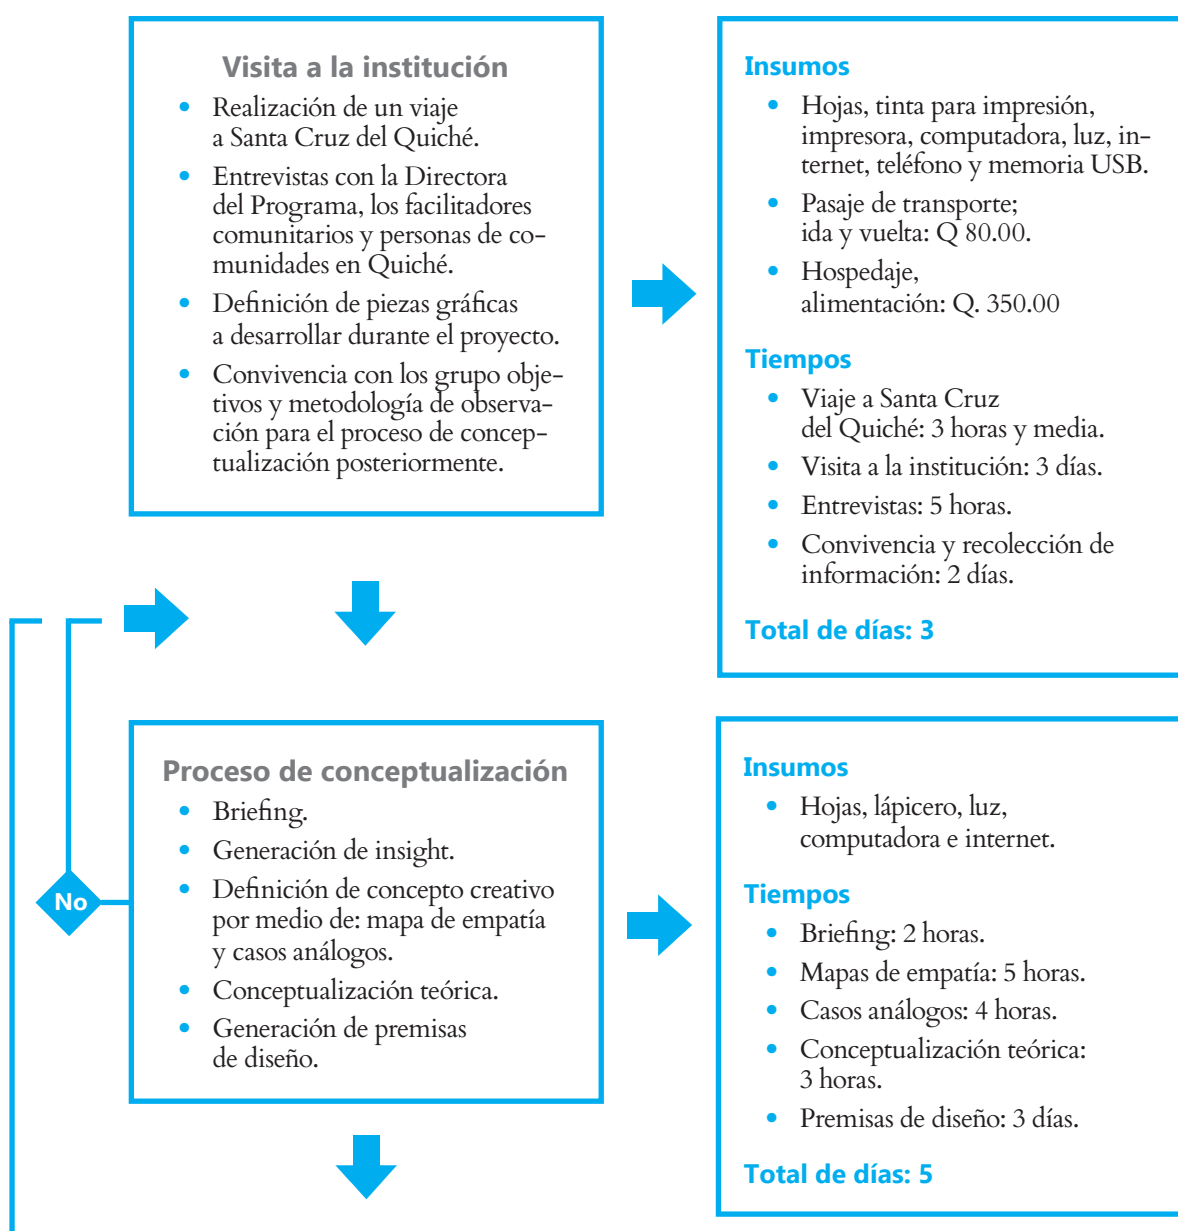 Visita a la institución
• Realización de un viaje
a Santa Cruz del Quiché.
• Entrevistas con la Directora
del Programa, los facilitadores
comunitarios y personas de co-
munidades en Quiché.
• Definición de piezas gráficas
a desarrollar durante el proyecto.
• Convivencia con los grupo obje-
tivos y metodología de observa-
ción para el proceso de concep-
tualización posteriormente.
Insumos
• Hojas, tinta para impresión,
impresora, computadora, luz, in-
ternet, teléfono y memoria USB.
• Pasaje de transporte;
ida y vuelta: Q 80.00.
• Hospedaje,
alimentación: Q. 350.00
Tiempos
• Viaje a Santa Cruz
del Quiché: 3 horas y media.
• Visita a la institución: 3 días.
• Entrevistas: 5 horas.
• Convivencia y recolección de
información: 2 días.
Total de días: 3
No
Proceso de conceptualización
• Briefing.
• Generación de insight.
• Definición de concepto creativo
por medio de: mapa de empatía
y casos análogos.
• Conceptualización teórica.
• Generación de premisas
de diseño.
Insumos
• Hojas, lápicero, luz,
computadora e internet.
Tiempos
• Briefing: 2 horas.
• Mapas de empatía: 5 horas.
• Casos análogos: 4 horas.
• Conceptualización teórica:
3 horas.
• Premisas de diseño: 3 días.
Total de días: 5